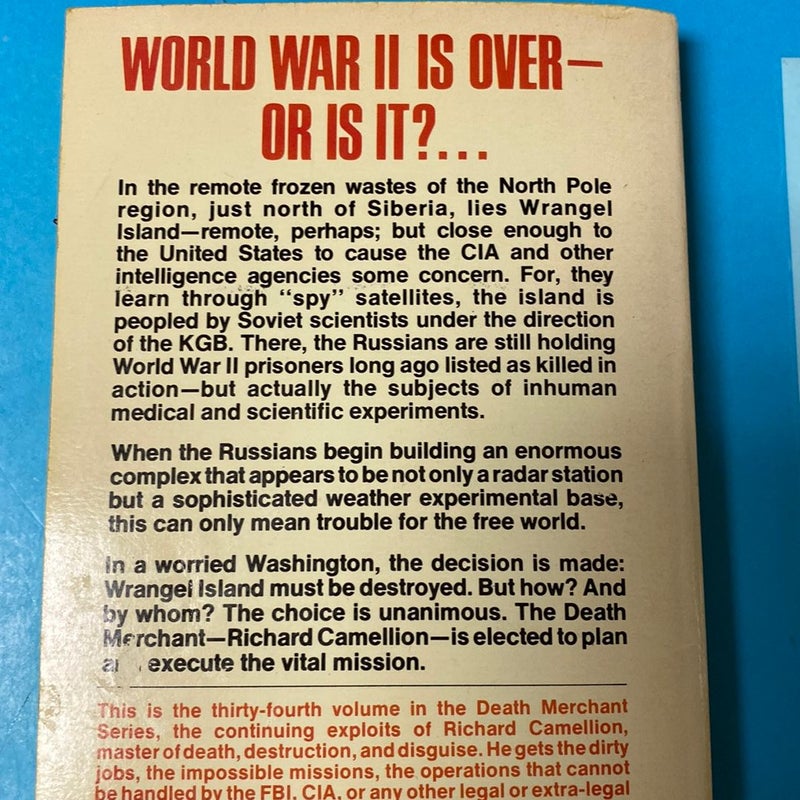 WORLD WAR II IS OVER—
OR IS IT?...
In the remote frozen wastes of the North Pole
region, just north of Siberia, lies Wrangel
Island—remote, perhaps; but close enough to
the United States to cause the CIA and other
intelligence agencies some concern. For, they
learn through "spy" satellites, the island is
peopled by Soviet scientists under the direction
of the KGB. There, the Russians are still holding
World War II prisoners long ago listed as killed in
action—but actually the subjects of inhuman
medical and scientific experiments.
When the Russians begin building an enormous
complex that appears to be not only a radar station
but a sophisticated weather experimental base,
this can only mean trouble for the free world.
In a worried Washington, the decision is made:
Wrangel Island must be destroyed. But how? And
by whom? The choice is unanimous. The Death
Merchant—Richard Camellion—is elected to plan
execute the vital mission.
This is the thirty-fourth volume in the Death Merchant
Series, the continuing exploits of Richard Camellion,
master of death, destruction, and disguise. He gets the dirty
jobs, the impossible missions, the operations that cannot
be handled by the FBI, CIA, or any other legal or extra-legal